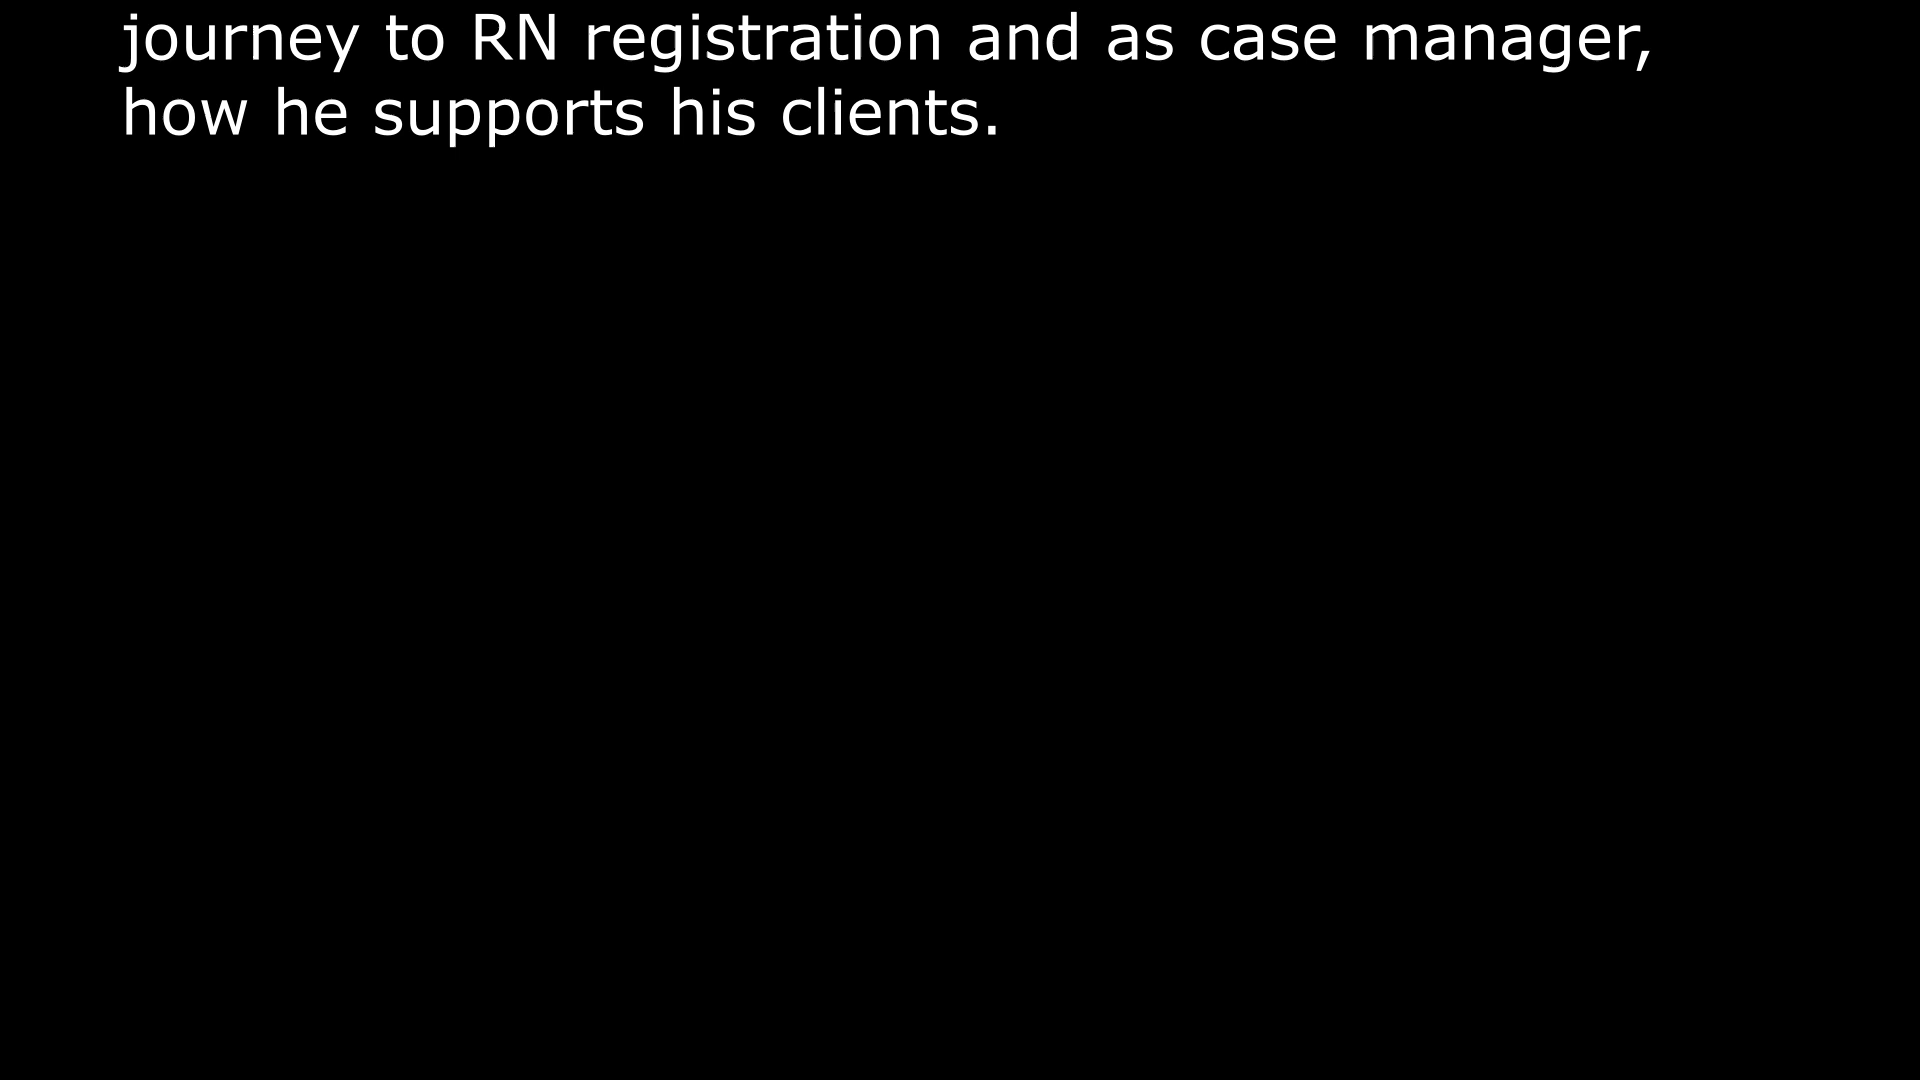 journey to RN registration and as case manager,
how he supports his clients.